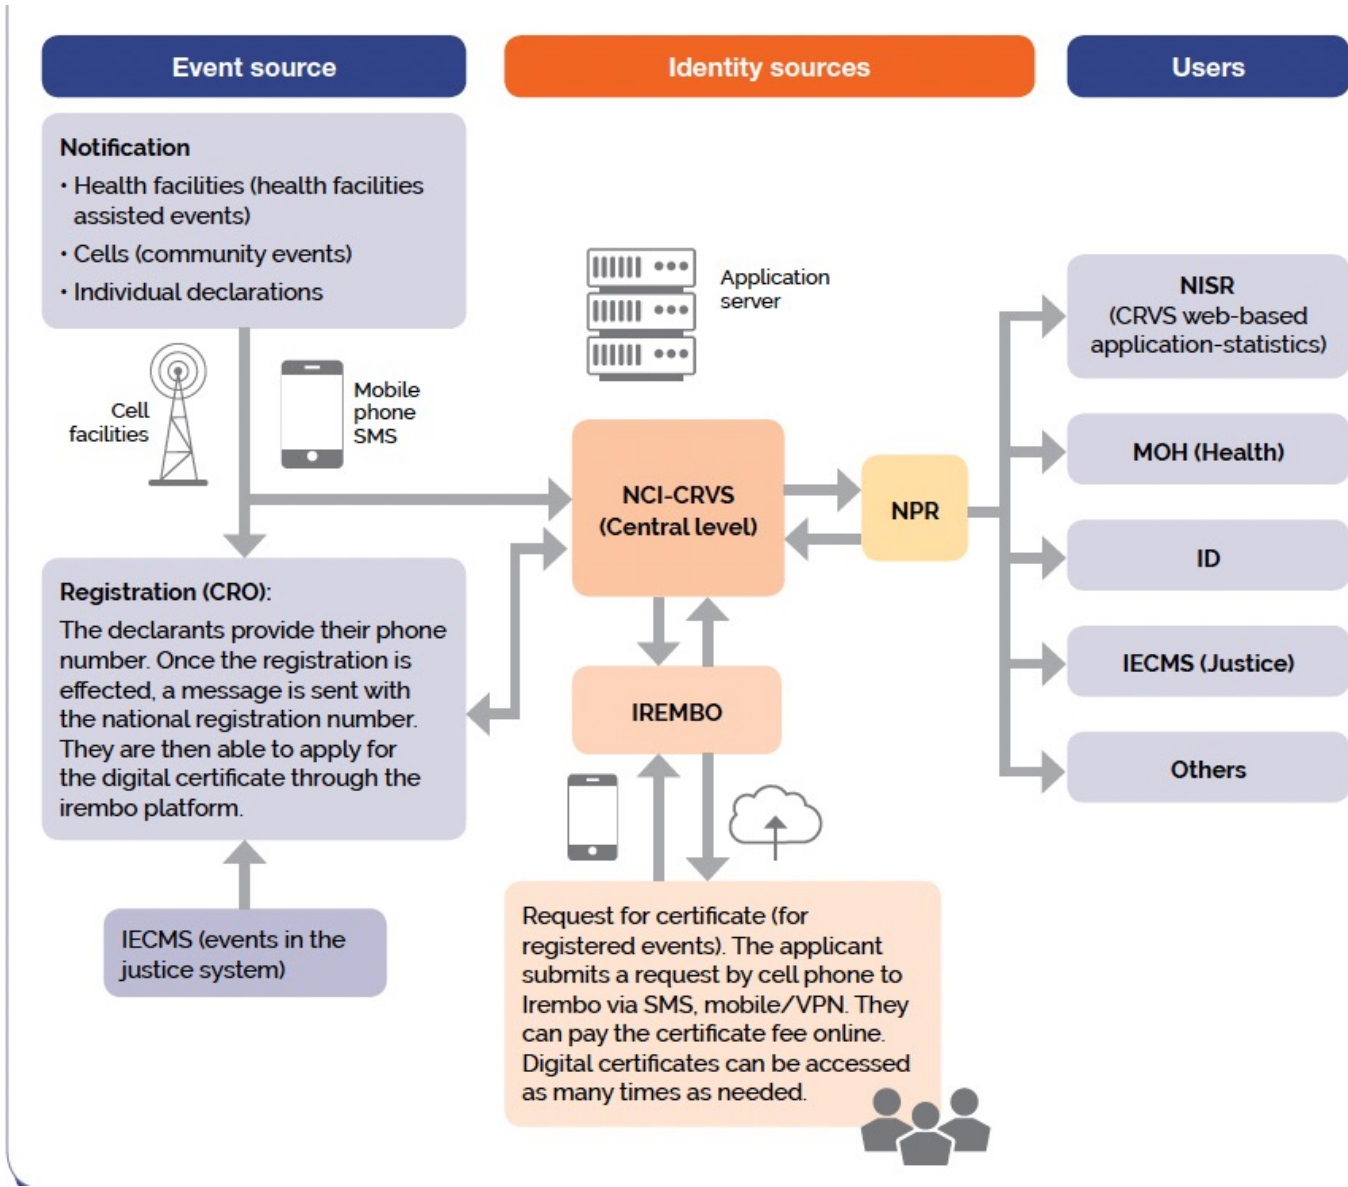 Event source
Identity sources
Users
Notification
• Health facilities (health facilities
assisted events)
• Cells (community events)
• Individual declarations
Cell
facilities
Mobile
phone
SMS
Application
server
NCI-CRVS
(Central level)
NPR
NISR
(CRVS web-based
application-statistics)
MOH (Health)
ID
IECMS (Justice)
Others
Registration (CRO):
The declarants provide their phone
number. Once the registration is
effected, a message is sent with
the national registration number.
They are then able to apply for
the digital certificate through the
irembo platform.
IREMBO
IECMS (events in the
justice system)
Request for certificate (for
registered events). The applicant
submits a request by cell phone to
Irembo via SMS, mobile/VPN. They
can pay the certificate fee online.
Digital certificates can be accessed
as many times as needed.